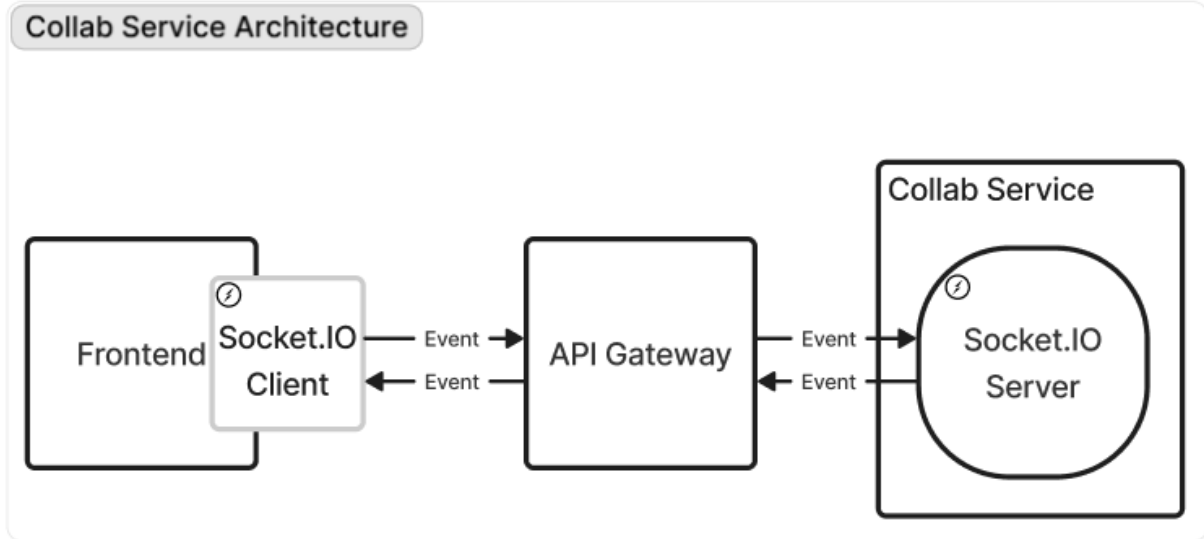 Collab Service Architecture
Collab Service
Frontend
Socket.IO
Client
Event
Event
API Gateway
Event
Event
Socket.IO
Server